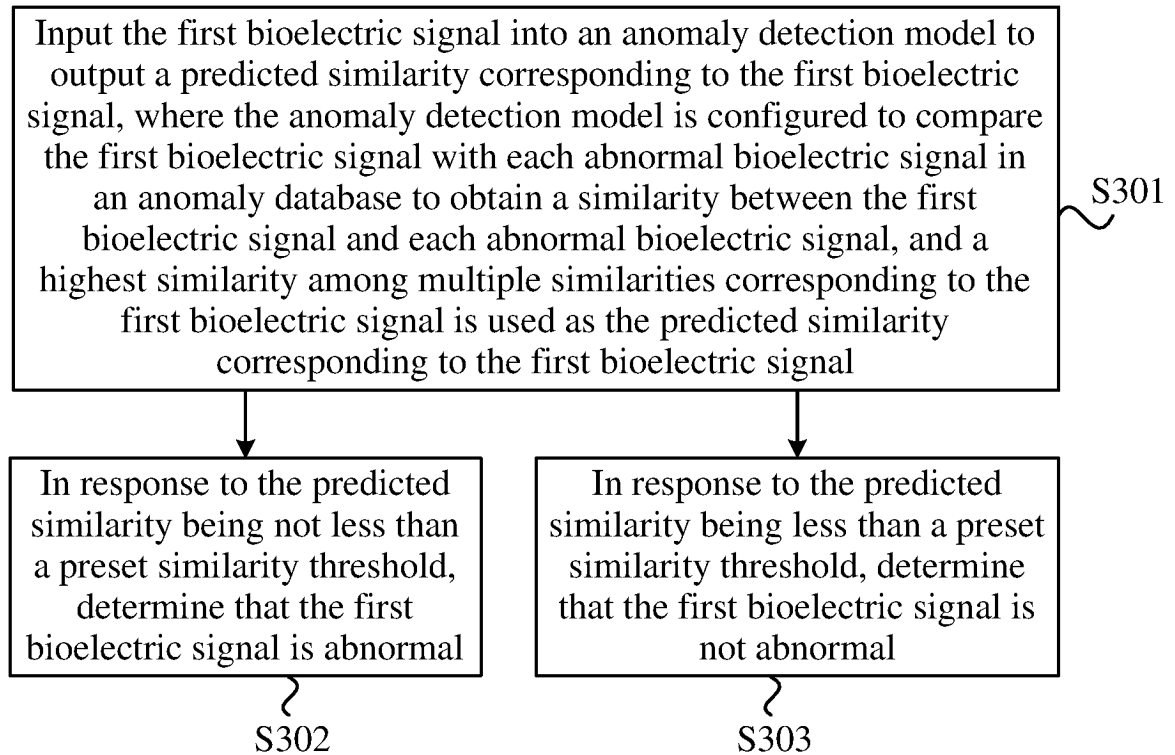 Input the first bioelectric signal into an anomaly detection model to
output a predicted similarity corresponding to the first bioelectric
signal, where the anomaly detection model is configured to compare
the first bioelectric signal with each abnormal bioelectric signal in
an anomaly database to obtain a similarity between the first
bioelectric signal and each abnormal bioelectric signal, and a
highest similarity among multiple similarities corresponding to the
first bioelectric signal is used as the predicted similarity
corresponding to the first bioelectric signal
S301
In response to the predicted
similarity being not less than
a preset similarity threshold,
determine that the first
bioelectric signal is abnormal
S302
In response to the predicted
similarity being less than a preset
similarity threshold, determine
that the first bioelectric signal is
not abnormal
S303